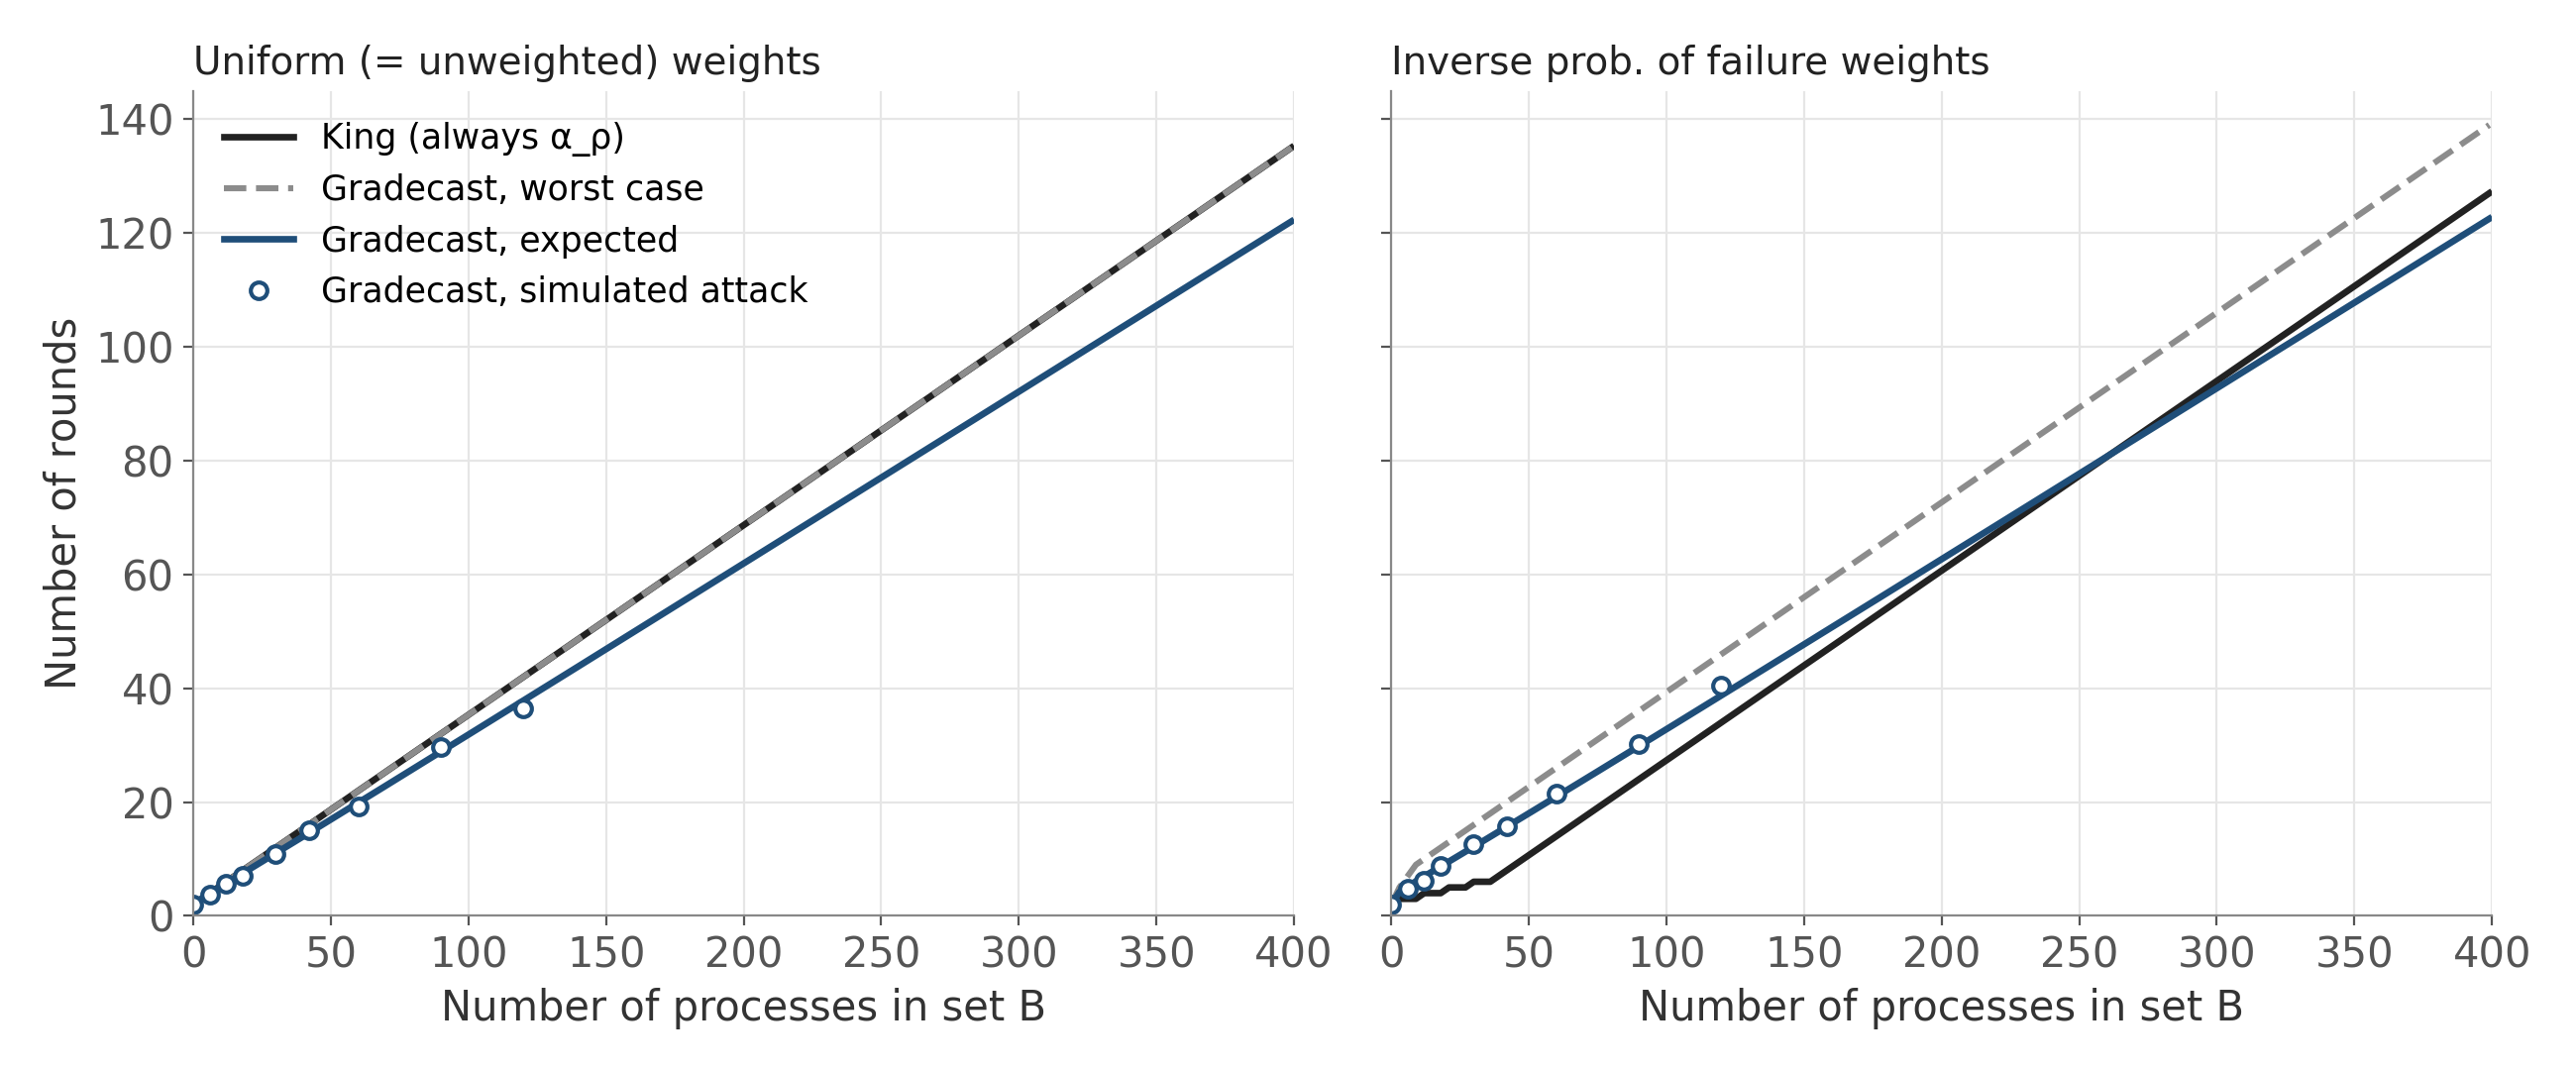 Uniform (= unweighted) weights
King (always α_ρ)
Gradecast, worst case
Gradecast, expected
Gradecast, simulated attack
Number of rounds
140
120
100
80
60
40
20
0
0 50 100 150 200 250 300 350 400
Number of processes in set B
Inverse prob. of failure weights
0 50 100 150 200 250 300 350 400
Number of processes in set B